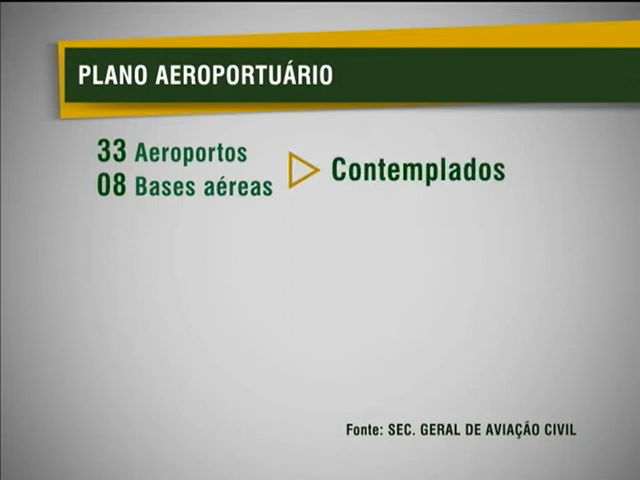 PLANO AEROPORTUÁRIO
33 Aeroportos
08 Bases aéreas
Contemplados
Fonte: SEC. GERAL DE AVIAÇÃO CIVIL